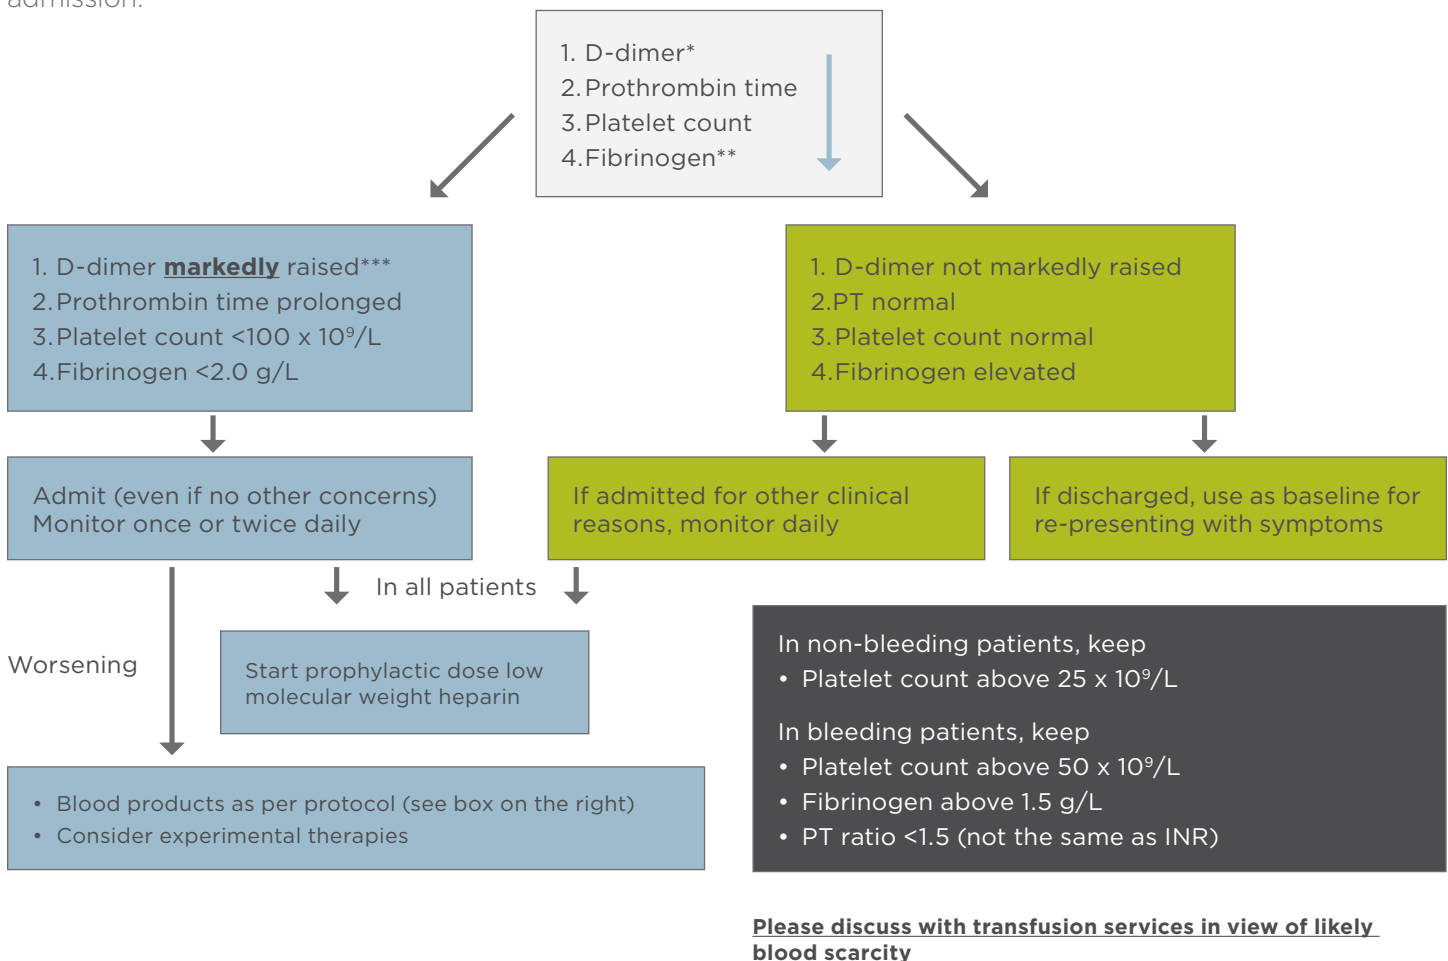 admission.
1. D-dimer*
2. Prothrombin time
3. Platelet count
4. Fibrinogen**
1. D-dimer markedly raised***
2. Prothrombin time prolonged
3. Platelet count <100 x 10⁹/L
4. Fibrinogen <2.0 g/L
1. D-dimer not markedly raised
2. PT normal
3. Platelet count normal
4. Fibrinogen elevated
Admit (even if no other concerns)
Monitor once or twice daily
If admitted for other clinical
reasons, monitor daily
If discharged, use as baseline for
re-presenting with symptoms
In all patients
Worsening
Start prophylactic dose low
molecular weight heparin
• Blood products as per protocol (see box on the right)
• Consider experimental therapies
In non-bleeding patients, keep
• Platelet count above 25 x 10⁹/L
In bleeding patients, keep
• Platelet count above 50 x 10⁹/L
• Fibrinogen above 1.5 g/L
• PT ratio <1.5 (not the same as INR)
Please discuss with transfusion services in view of likely
blood scarcity